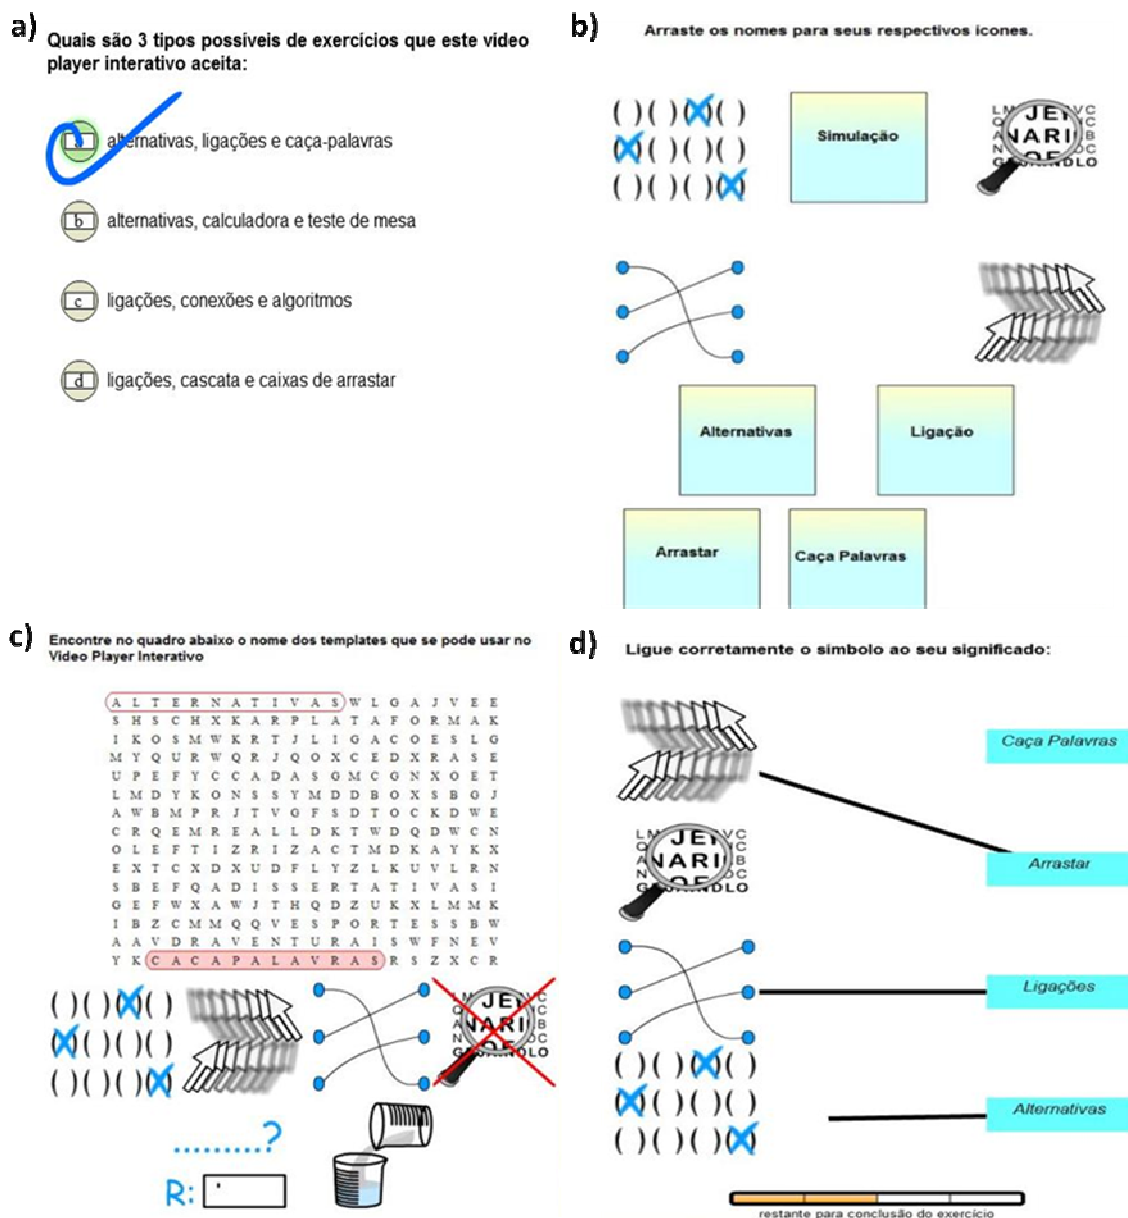 a)
Quais são 3 tipos possíveis de exercícios que este vídeo
player interativo aceita:
a alternativas, ligações e caça-palavras
b alternativas, calculadora e teste de mesa
c ligações, conexões e algoritmos
d ligações, cascata e caixas de arrastar
b)
Arraste os nomes para seus respectivos ícones.
Simulação
Alternativas
Ligação
Arrastar
Caça Palavras
c)
Encontre no quadro abaixo o nome dos templates que se pode usar no
Video Player Interativo
A L T E R N A T I V A S W L G A J V E E
S H S C H X K A R P L A T A F O R M A K
I K O S M W K R T J L I G A C O E S L G
M Y Q U R W Q R J Q O X C E D X R A S E
U P E F Y C C A D A S G M C G N X O E T
L M D Y K O N S S Y M D D B O X S B G J
A W B M P R J T V G F S D T O C K D W E
C R Q E M R E A L L D K T W D Q D W C N
O L E F T I Z R I Z A C T M D K A Y K X
E X T C X D X U D F L Y Z L K U V L R N
S B E F Q A D I S S E R T A T I V A S I
G E F W X A W J T H Q D Z U K X L M M K
I B Z C M M Q Q V E S P O R T E S S B W
A A V D R A V E N T U R A I S W F N E V
Y K C A C A P A L A V R A S R S Z X C R
..........?
R:
d)
Ligue corretamente o símbolo ao seu significado:
Caça Palavras
Arrastar
Ligações
Alternativas
restante para conclusão do exercício